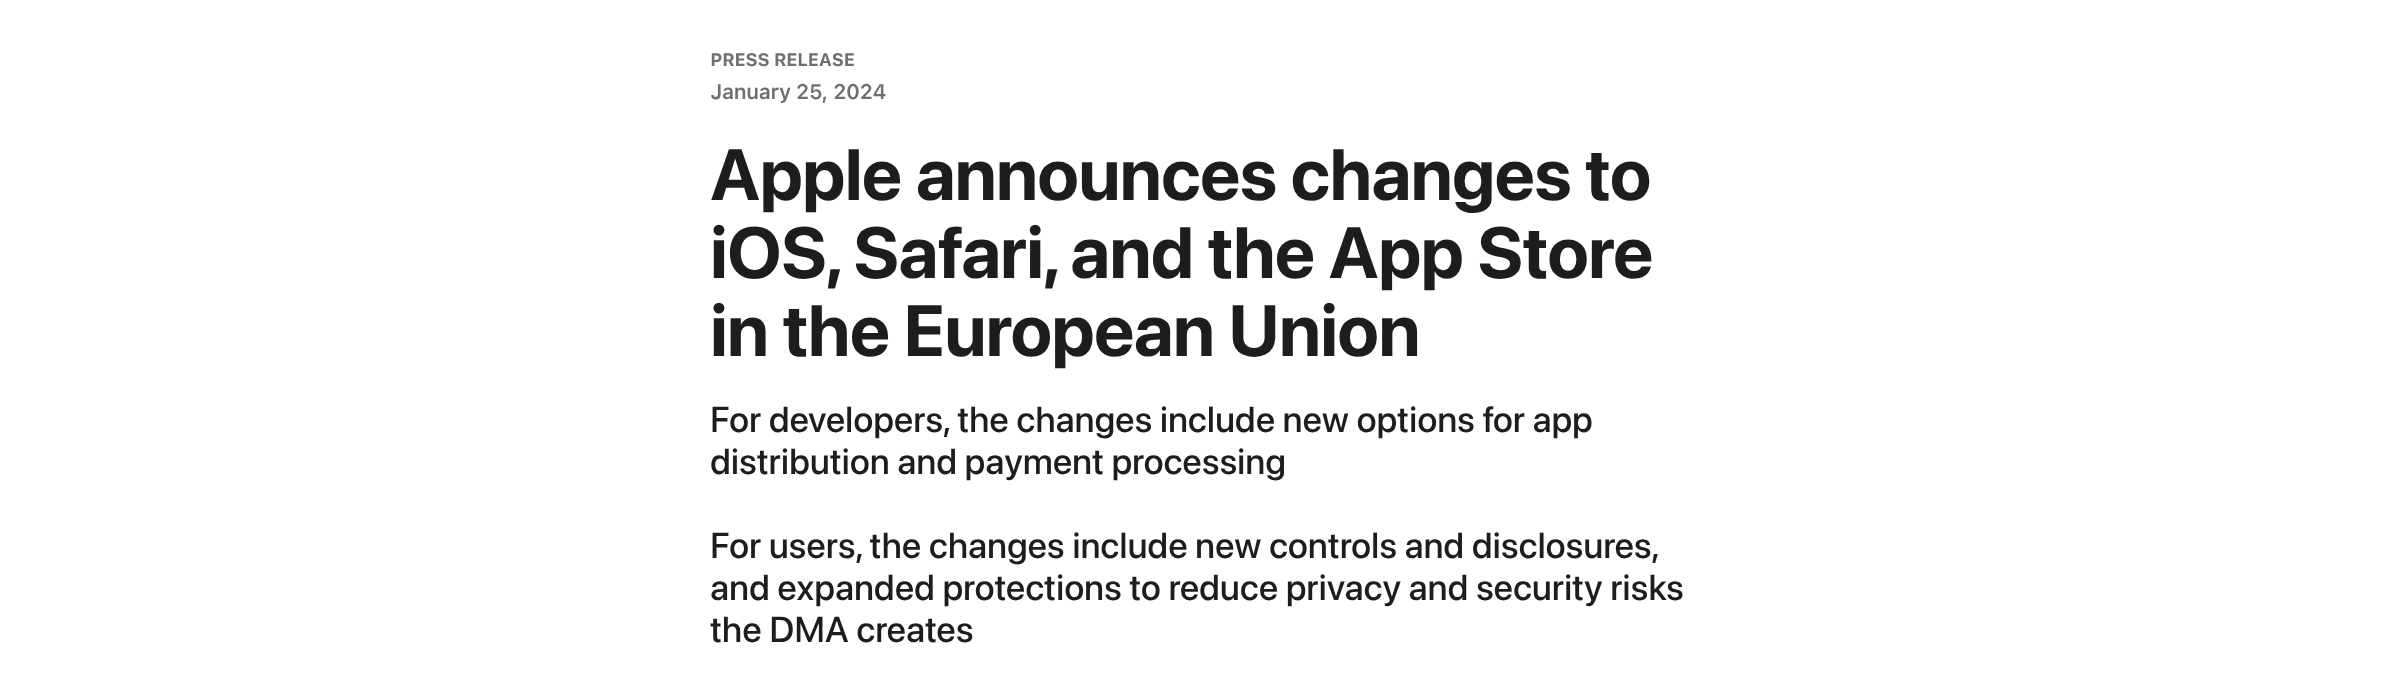 PRESS RELEASE
January 25, 2024
Apple announces changes to
iOS, Safari, and the App Store
in the European Union
For developers, the changes include new options for app
distribution and payment processing
For users, the changes include new controls and disclosures,
and expanded protections to reduce privacy and security risks
the DMA creates